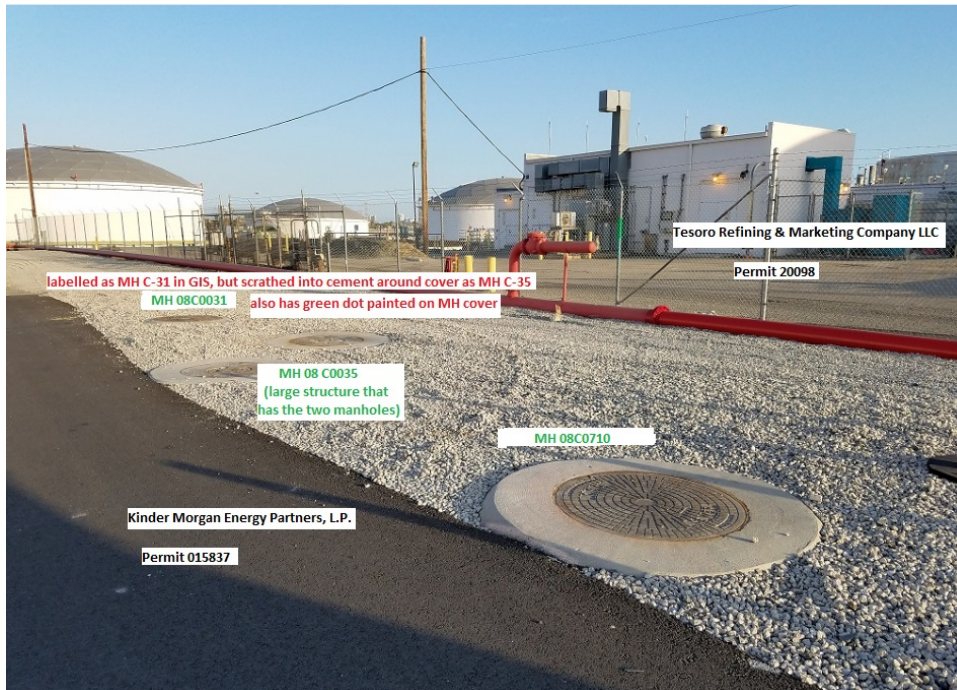 Tesoro Refining & Marketing Company LLC
Permit 20098
labelled as MH C-31 in GIS, but scrathed into cement around cover as MH C-35
MH 08C0031
also has green dot painted on MH cover
MH 08 C0035
(large structure that
has the two manholes)
MH 08C0710
Kinder Morgan Energy Partners, L.P.
Permit 015837